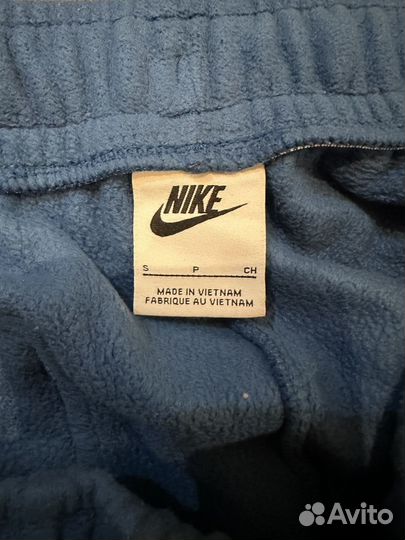 NIKE
S P CH
MADE IN VIETNAM
FABRIQUE AU VIETNAM
Avito